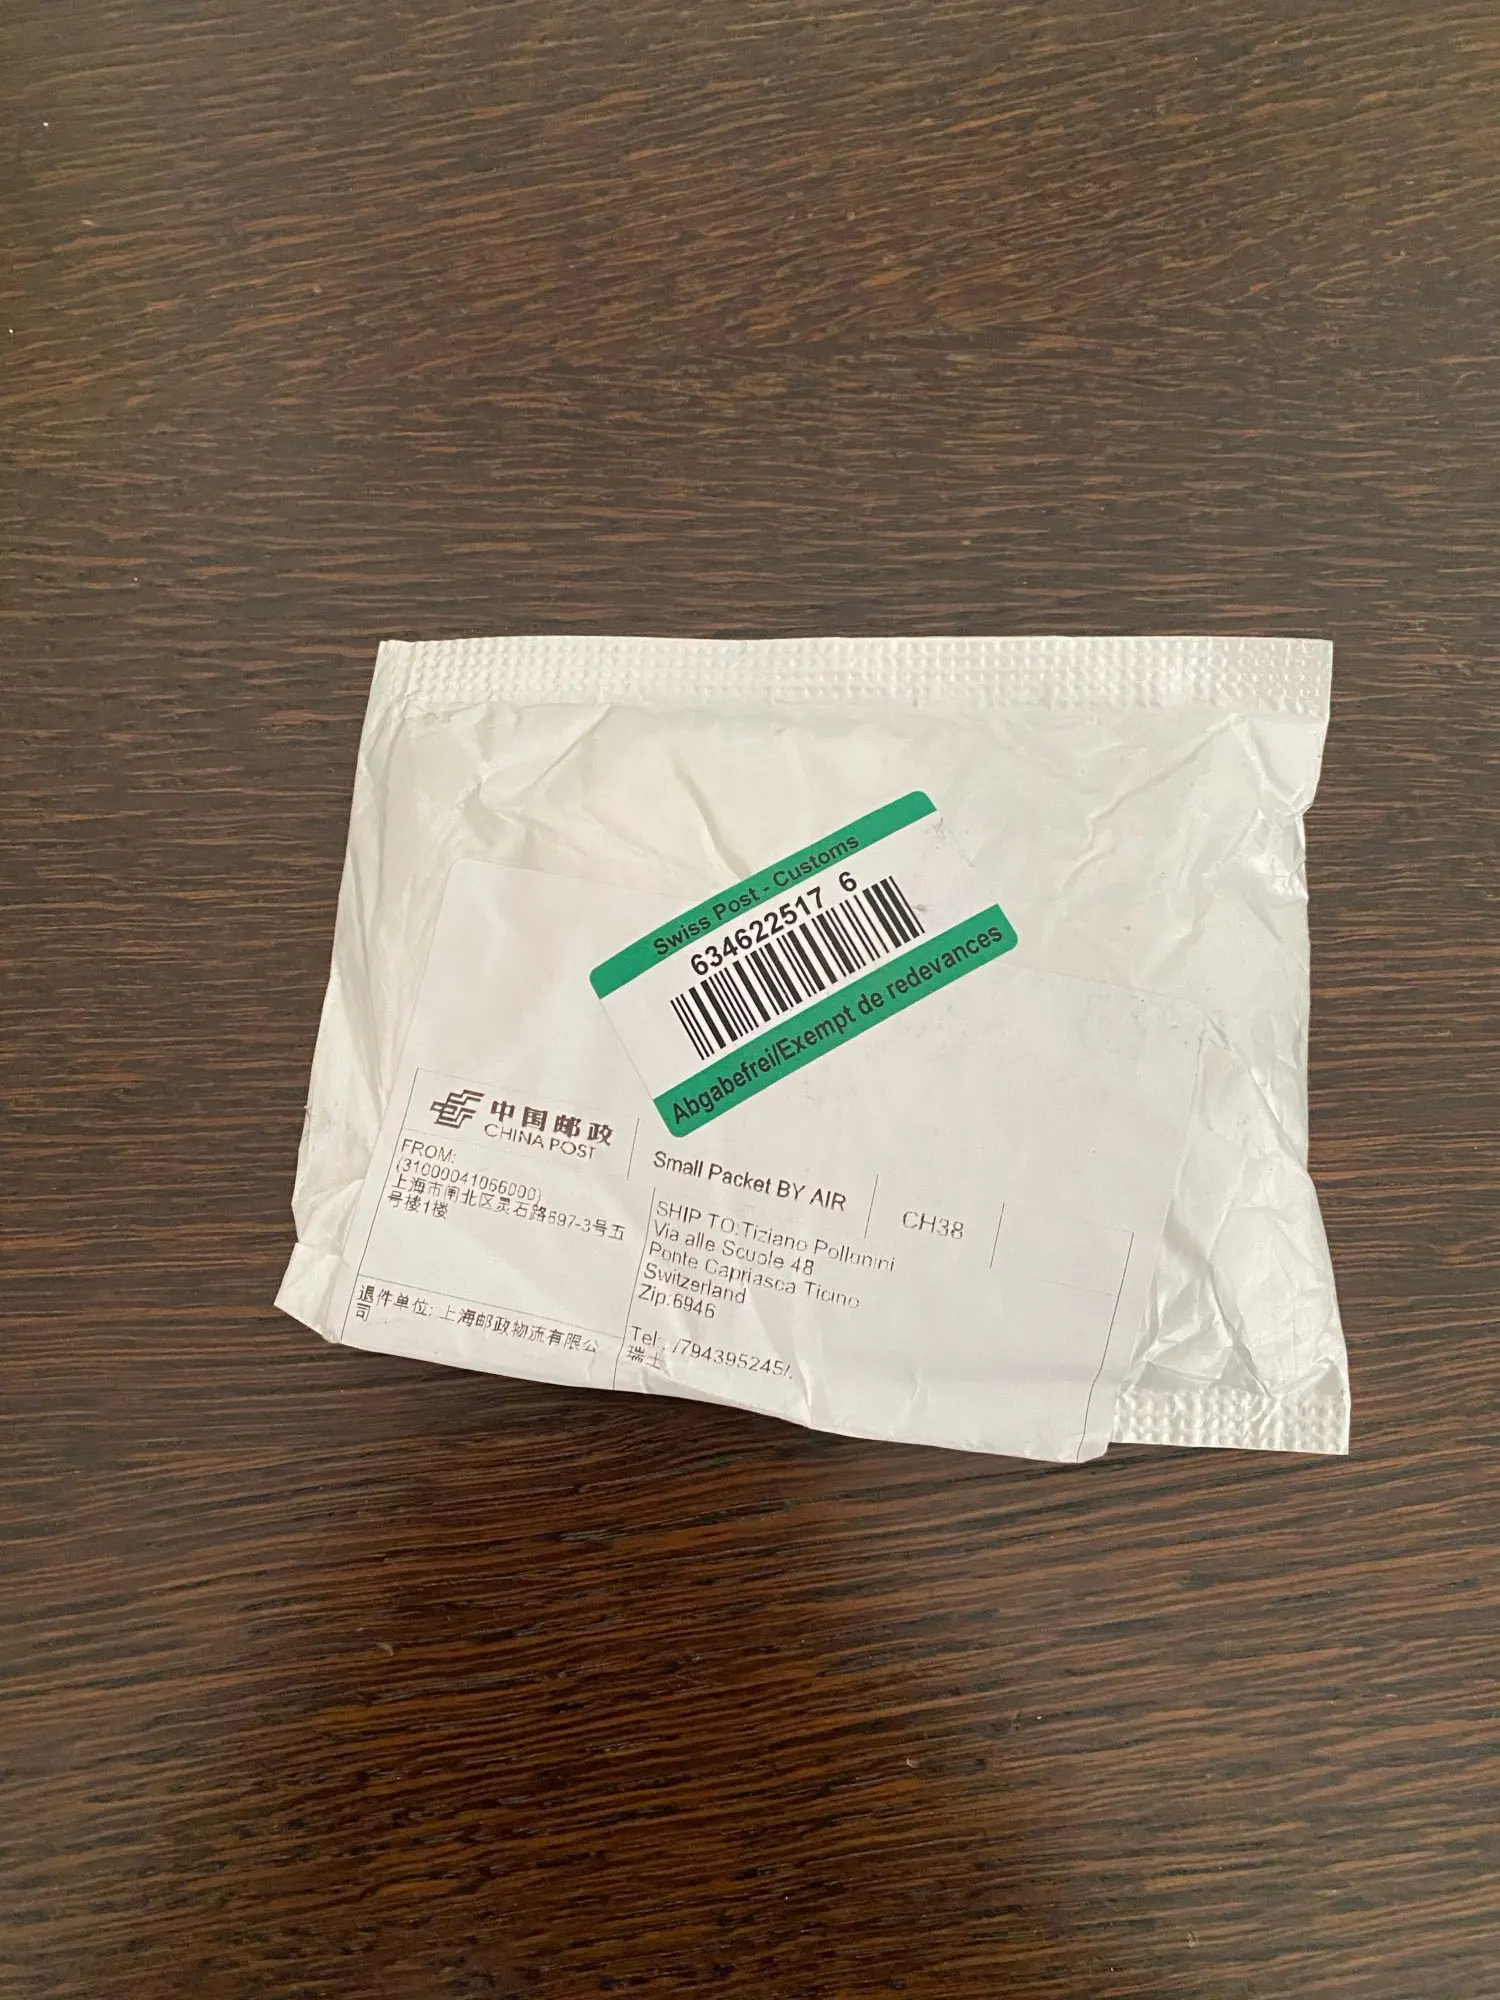 Swiss Post - Customs
634622517 6
Abgabefrei/Exempt de redevances
中国邮政
CHINA POST
Small Packet BY AIR
CH38
FROM:
(31000041066000)
上海市闸北区灵石路697-3号五
号楼1楼
退件单位: 上海邮政物流有限公
司
SHIP TO:Tiziano Pollanini
Via alle Scuole 48
Ponte Capriasca Ticino
Switzerland
Zip:6946
Tel: /794395245/.
瑞士